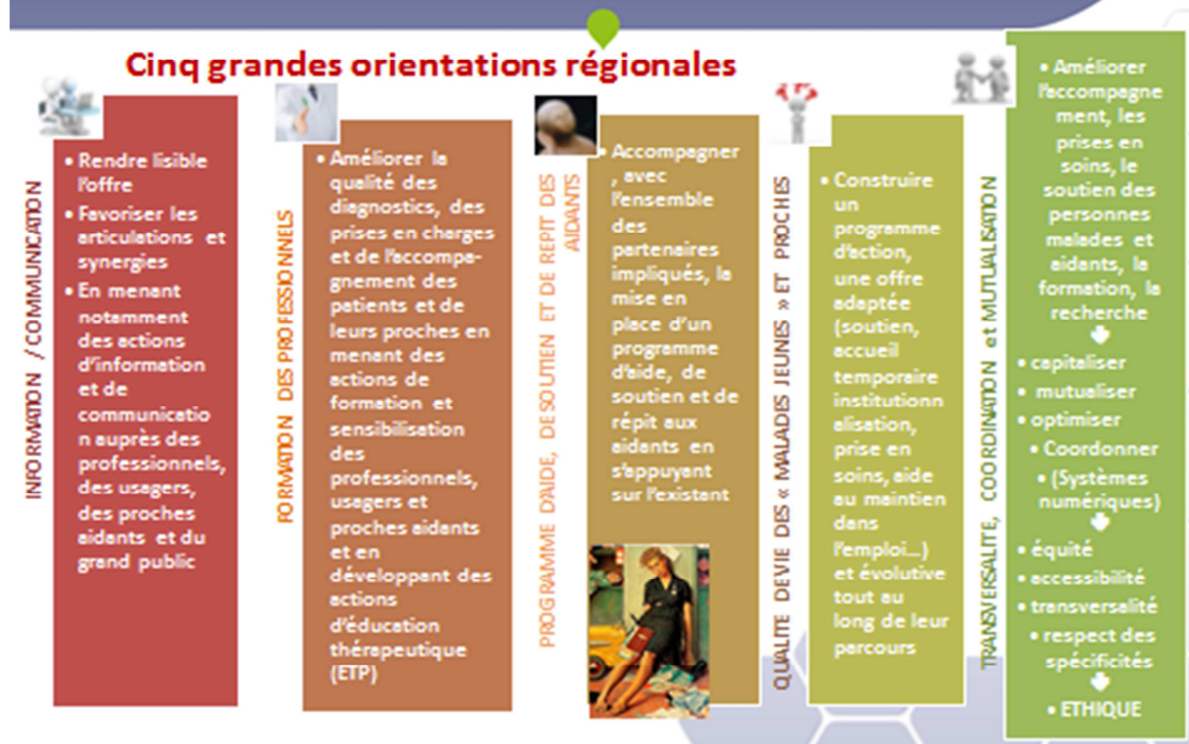 Cinq grandes orientations régionales
INFORMATION / COMMUNICATION
• Rendre lisible
l'offre
• Favoriser les
articulations et
synergies
• En menant
notamment
des actions
d'information
et de
communicatio
n auprès des
professionnels,
des usagers,
des proches
aidants et du
grand public
FORMATION DES PROFESSIONNELS
• Améliorer la
qualité des
diagnostics, des
prises en charges
et de l'accompa-
gnement des
patients et de
leurs proches en
menant des
actions de
formation et
sensibilisation
des
professionnels,
usagers et
proches aidants
et en
développant des
actions
d'éducation
thérapeutique
(ETP)
PROGRAMME D'AIDE, DE SOUTIEN ET DE REPIT DES
AIDANTS
• Accompagner
, avec
l'ensemble
des
partenaires
impliqués, la
mise en
place d'un
programme
d'aide, de
soutien et de
répit aux
aidants en
s'appuyant
sur l'existant
QUALITE DE VIE DES « MALADES JEUNES » ET PROCHES
• Construire
un
programme
d'action,
une offre
adaptée
(soutien,
accueil
temporaire
institutionn
alisation,
prise en
soins, aide
au maintien
dans
l'emploi...)
et évolutive
tout au
long de leur
parcours
TRANSVERSALITE, COORDINATION et MUTUALISATION
• Améliorer
l'accompagne
ment, les
prises en
soins, le
soutien des
personnes
malades et
aidants, la
formation, la
recherche
• capitaliser
• mutualiser
• optimiser
• Coordonner
• (Systèmes
numériques)
• équité
• accessibilité
• transversalité
• respect des
spécificités
• ETHIQUE